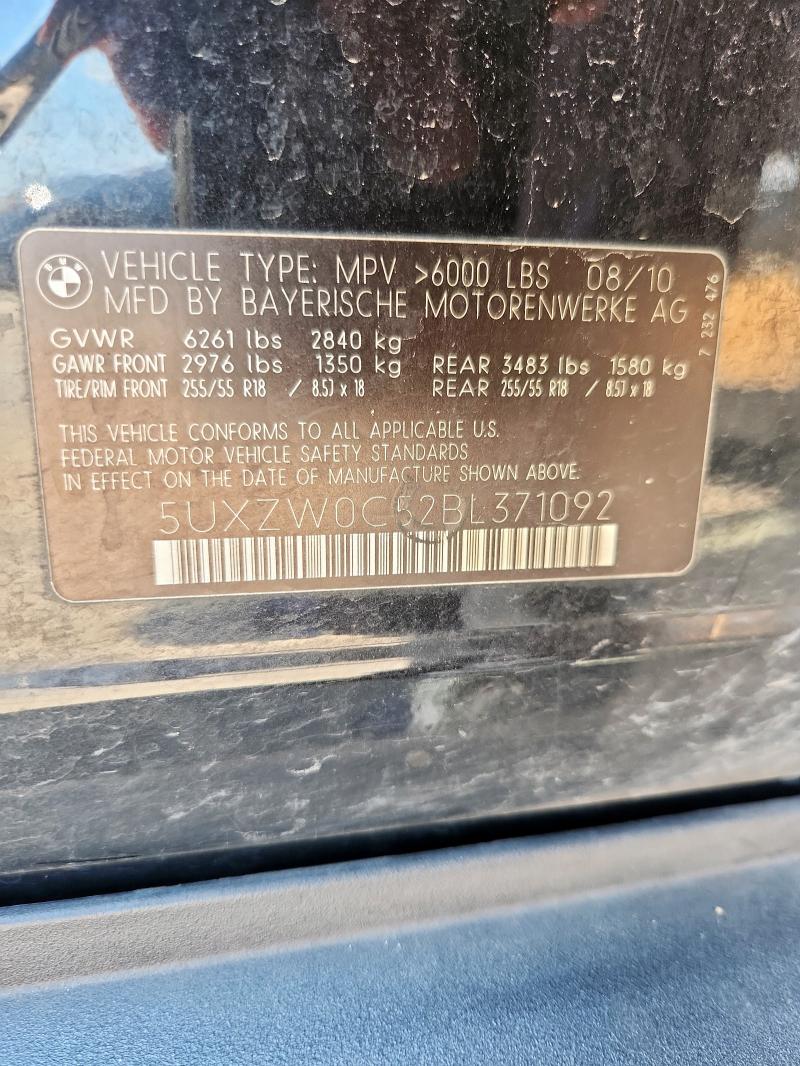 BMW
VEHICLE TYPE: MPV >6000 LBS 08/10
MFD BY BAYERISCHE MOTORENWERKE AG
GVWR 6261 lbs 2840 kg
GAWR FRONT 2976 lbs 1350 kg REAR 3483 lbs 1580 kg
TIRE/RIM FRONT 255/55 R18 / 8.5J x 18 REAR 255/55 R18 / 8.5J x 18
7 232 476
THIS VEHICLE CONFORMS TO ALL APPLICABLE U.S.
FEDERAL MOTOR VEHICLE SAFETY STANDARDS
IN EFFECT ON THE DATE OF MANUFACTURE SHOWN ABOVE.
5UXZW0C52BL371092